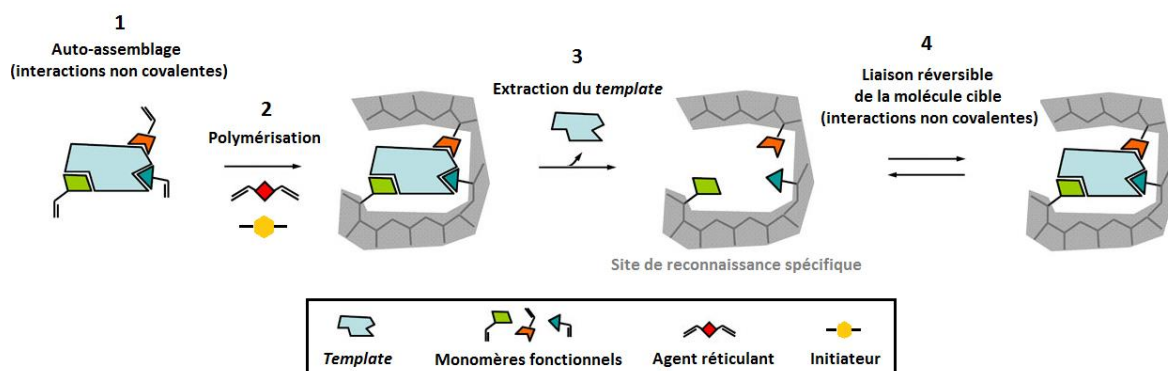 1
Auto-assemblage
(interactions non covalentes)
2
Polymérisation
3
Extraction du template
4
Liaison réversible
de la molécule cible
(interactions non covalentes)
Site de reconnaissance spécifique
Template
Monomères fonctionnels
Agent réticulant
Initiateur